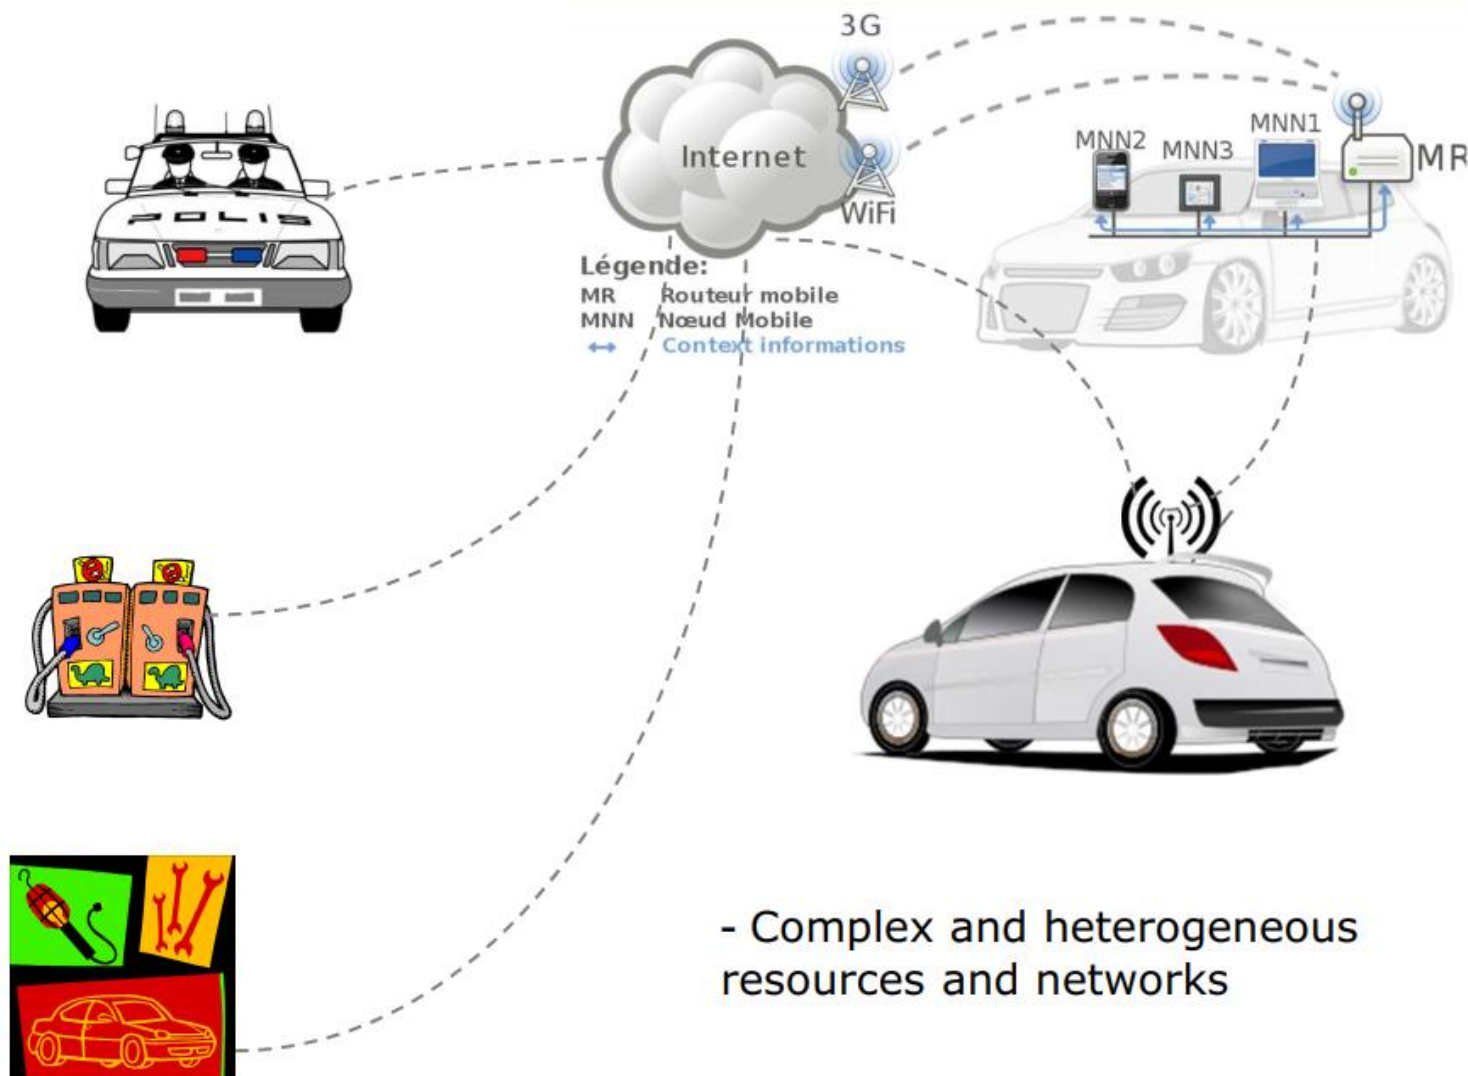 3G
Internet
WiFi
MNN2
MNN3
MNN1
MR
POLIS
Légende:
MR Routeur mobile
MNN Nœud Mobile
Context informations
- Complex and heterogeneous
resources and networks